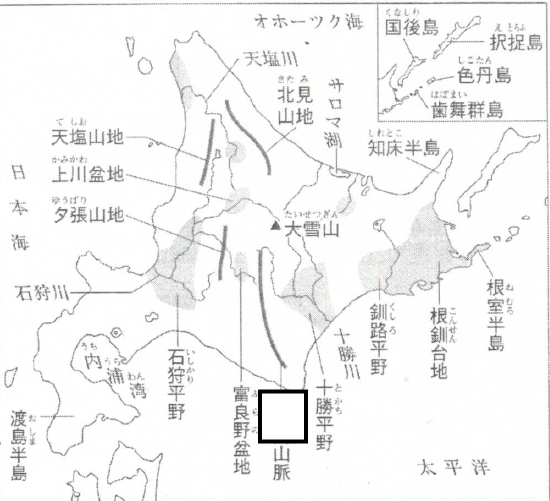 オホーツク海
天塩川
きたみ
北見
山地
サロマ湖
くなしり
国後島
えとろふ
択捉島
しこたん
色丹島
はぼまい
歯舞群島
しれとこ
知床半島
てしお
天塩山地
かみかわ
上川盆地
ゆうばり
夕張山地
日本海
たいせつざん
▲大雪山
石狩川
うち
内
うら
浦
わん
湾
いしかり
石狩平野
おしま
渡島半島
ふらの
富良野盆地
山脈
とかち
十勝平野
十勝川
くしろ
釧路平野
こんせん
根釧台地
ねむろ
根室半島
太平洋